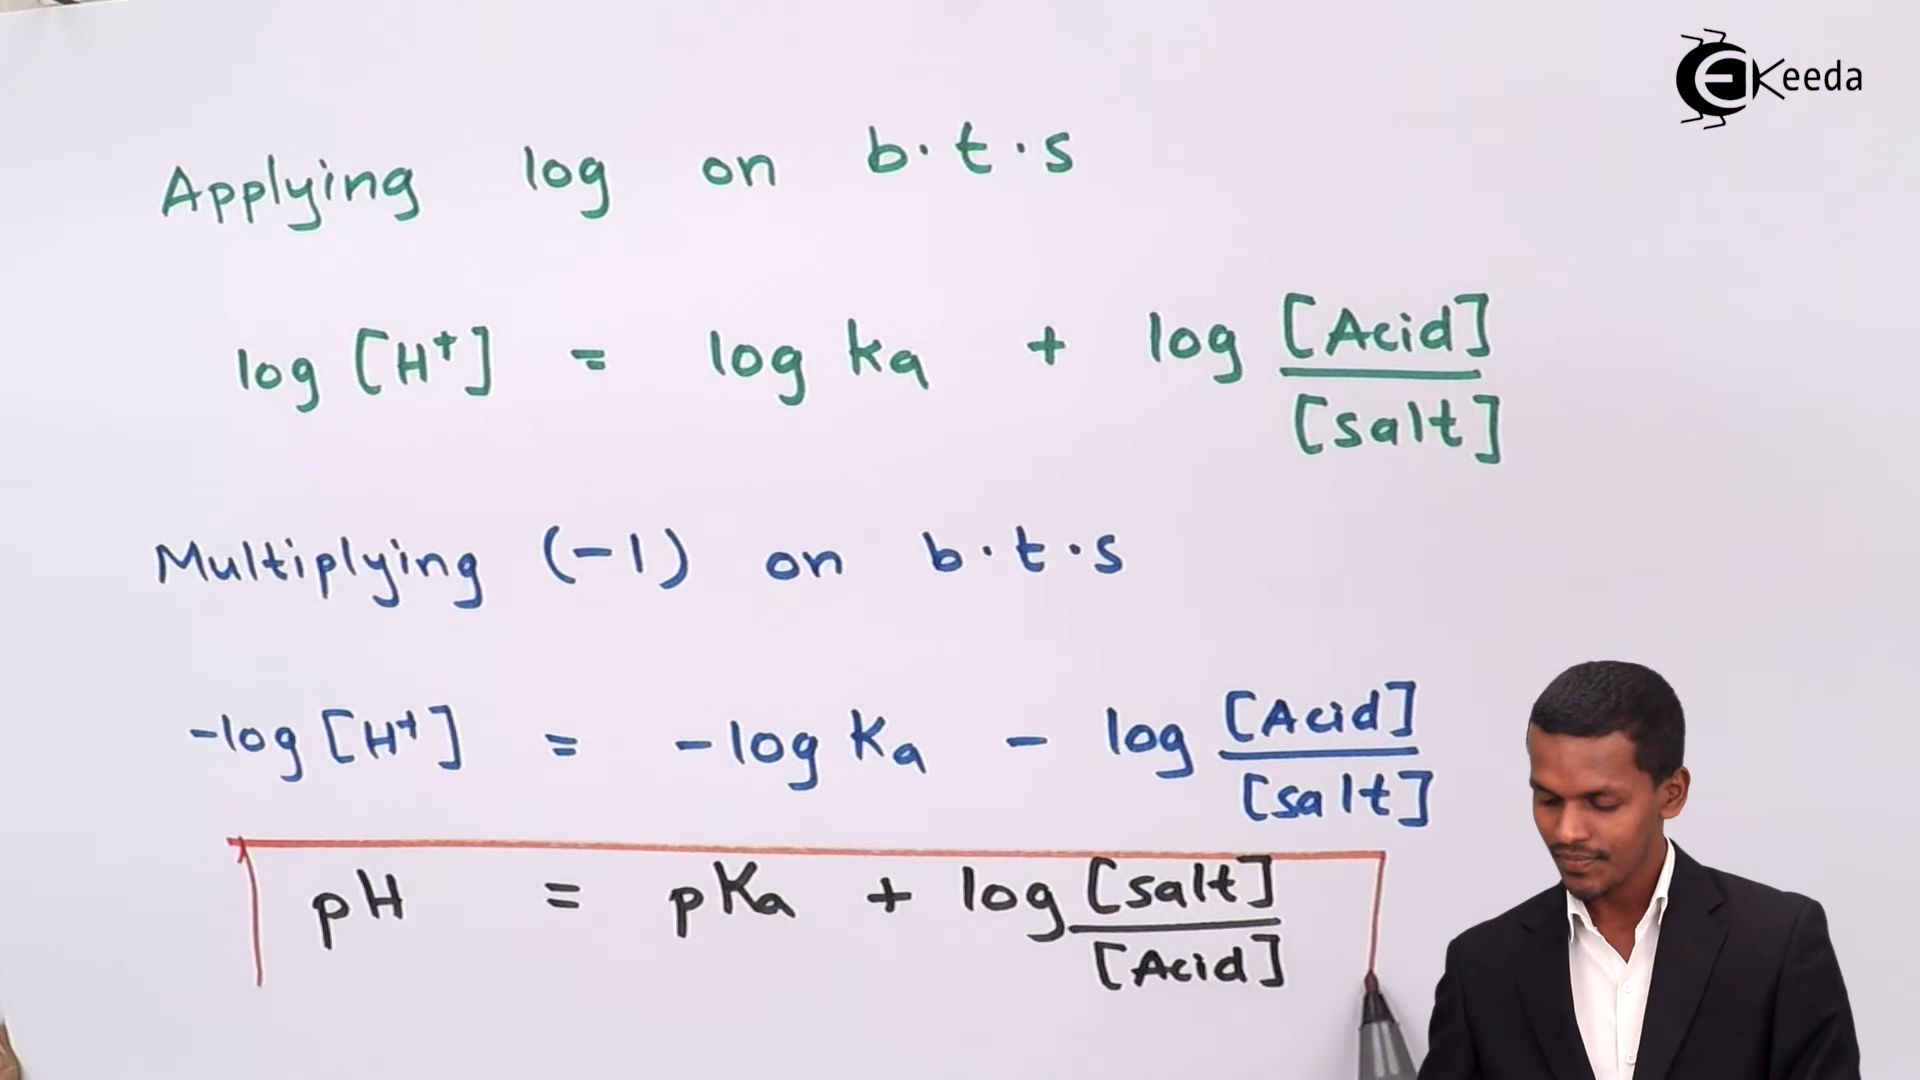 EKeeda
Applying log on b.t.s
log [H⁺] = log ka + log [Acid]/[salt]
Multiplying (-1) on b.t.s
-log [H⁺] = -log Ka - log [Acid]/[salt]
pH = pKa + log [salt]/[Acid]